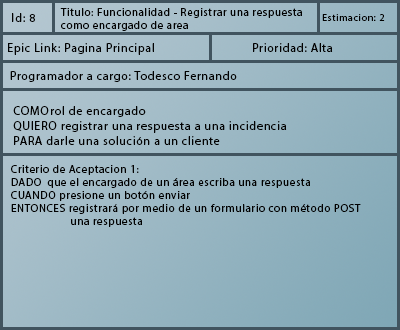 Id: 8
Titulo: Funcionalidad - Registrar una respuesta
como encargado de area
Estimacion: 2
Epic Link: Pagina Principal
Prioridad: Alta
Programador a cargo: Todesco Fernando
COMO rol de encargado
QUIERO registrar una respuesta a una incidencia
PARA darle una solución a un cliente
Criterio de Aceptacion 1:
DADO que el encargado de un área escriba una respuesta
CUANDO presione un botón enviar
ENTONCES registrará por medio de un formulario con método POST
una respuesta